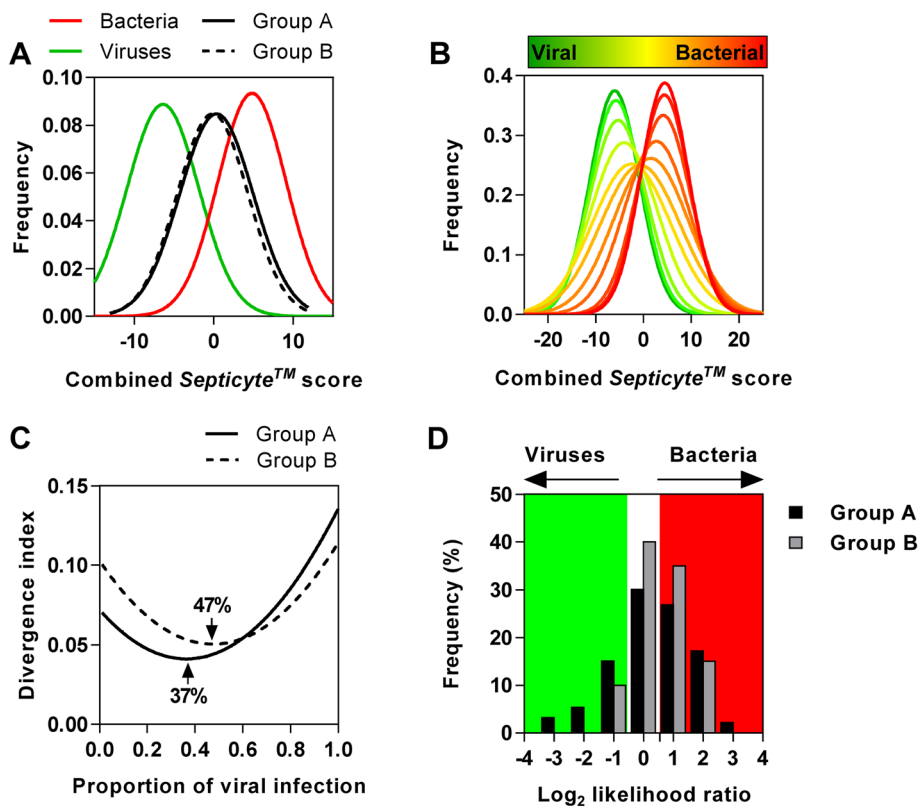 Bacteria
Viruses
Group A
Group B
A
0.10
0.08
0.06
0.04
0.02
0.00
Frequency
-10
0
10
Combined Septicyte™ score
B
Viral
Bacterial
0.4
0.3
0.2
0.1
0.0
Frequency
-20
-10
0
10
20
Combined Septicyte™ score
C
Group A
Group B
0.15
0.10
0.05
0.00
Divergence index
47%
37%
0.0
0.2
0.4
0.6
0.8
1.0
Proportion of viral infection
D
Viruses
Bacteria
50
40
30
20
10
0
Frequency (%)
-4
-3
-2
-1
0
1
2
3
4
Log₂ likelihood ratio
Group A
Group B